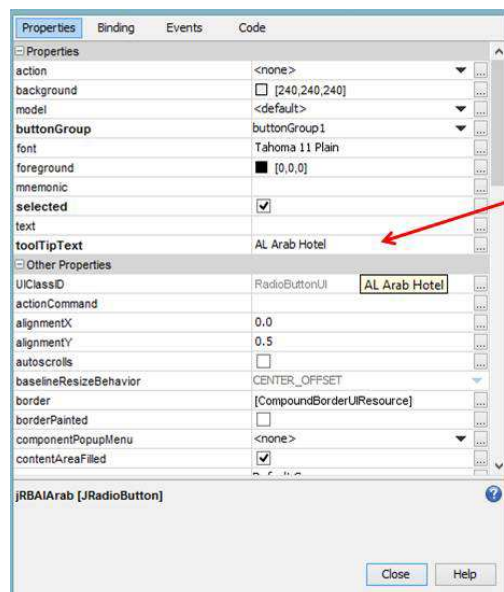 Properties Binding Events Code
Properties
action <none> ...
background [240,240,240] ...
model <default> ...
buttonGroup buttonGroup1 ...
font Tahoma 11 Plain ...
foreground [0,0,0] ...
mnemonic ...
selected ...
text ...
toolTipText AL Arab Hotel ...
Other Properties
UIClassID RadioButtonUI AL Arab Hotel ...
actionCommand ...
alignmentX 0.0 ...
alignmentY 0.5 ...
autoscrolls ...
baselineResizeBehavior CENTER_OFFSET
border [CompoundBorderUIResource] ...
borderPainted ...
componentPopupMenu <none> ...
contentAreaFilled ...
jRBAlArab [JRadioButton] ?
Close Help